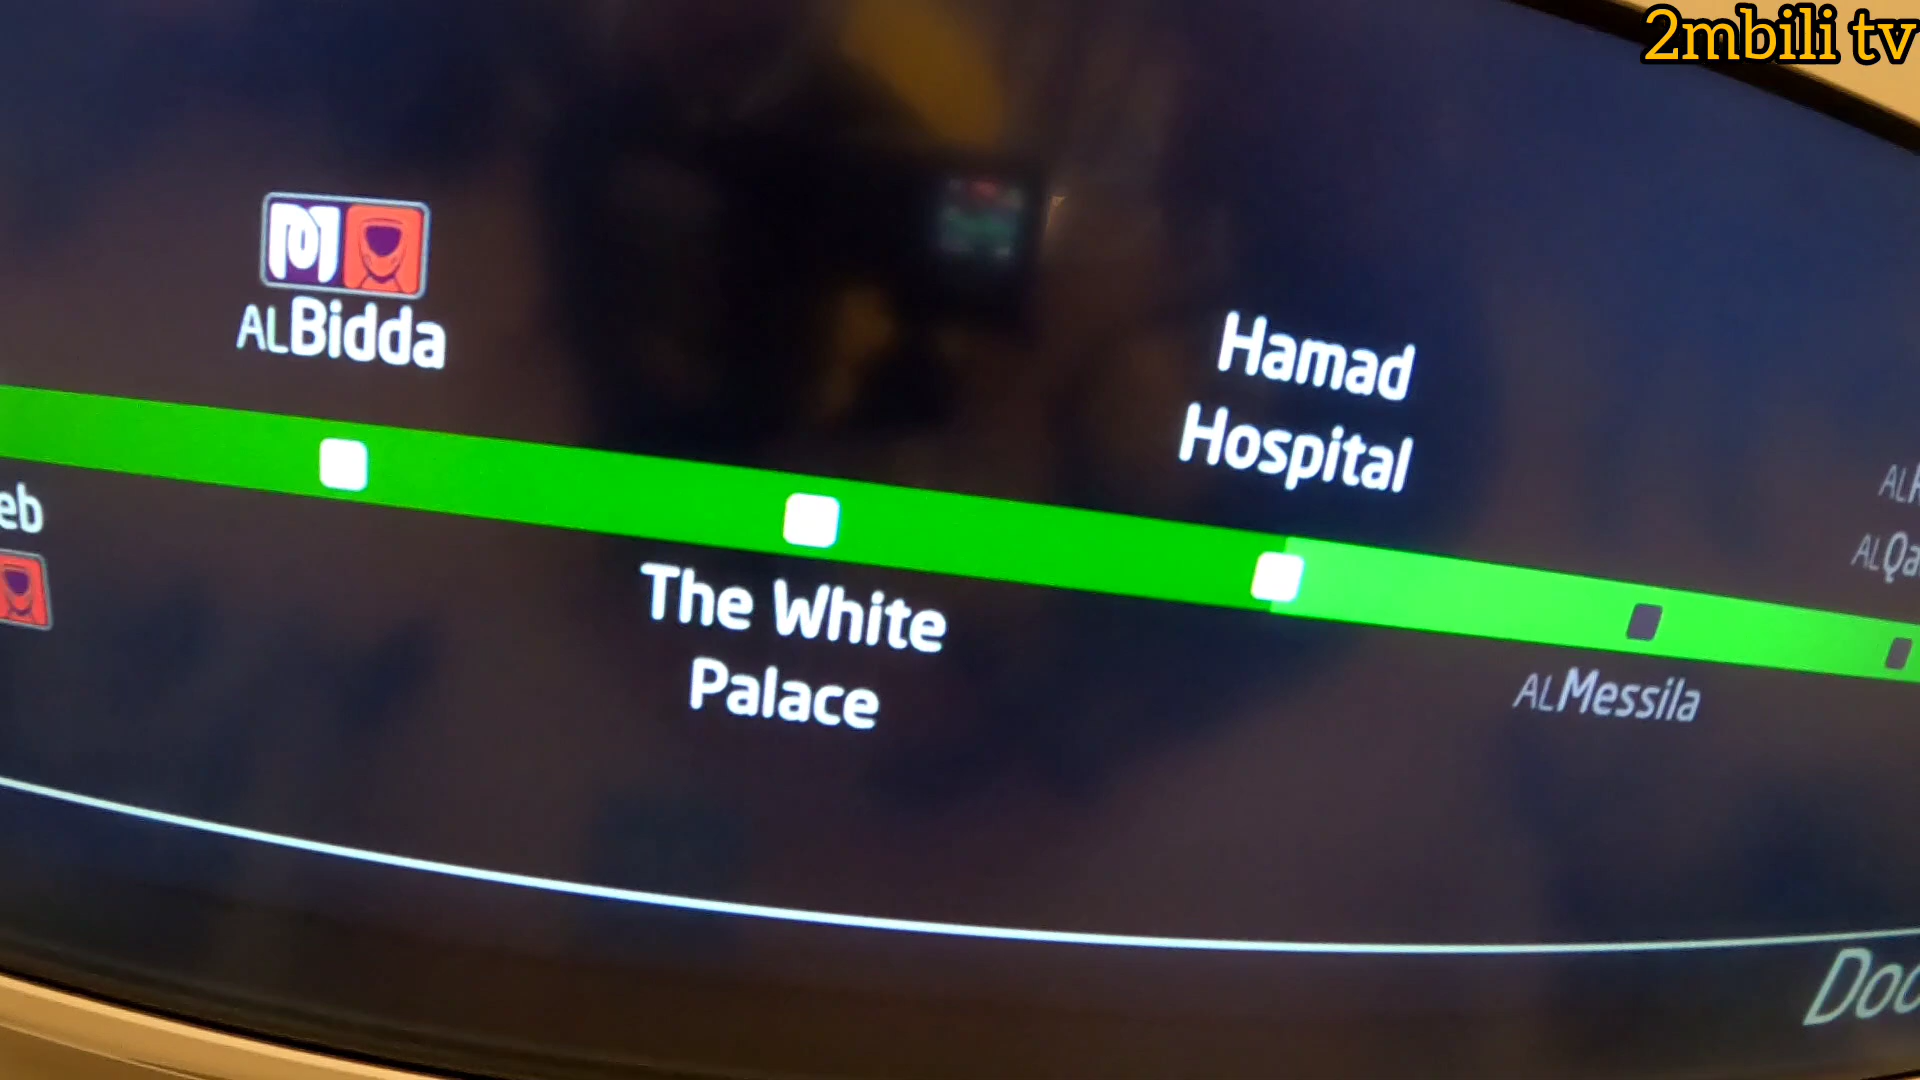 2mbili tv
ALBidda
Hamad
Hospital
The White
Palace
ALMessila